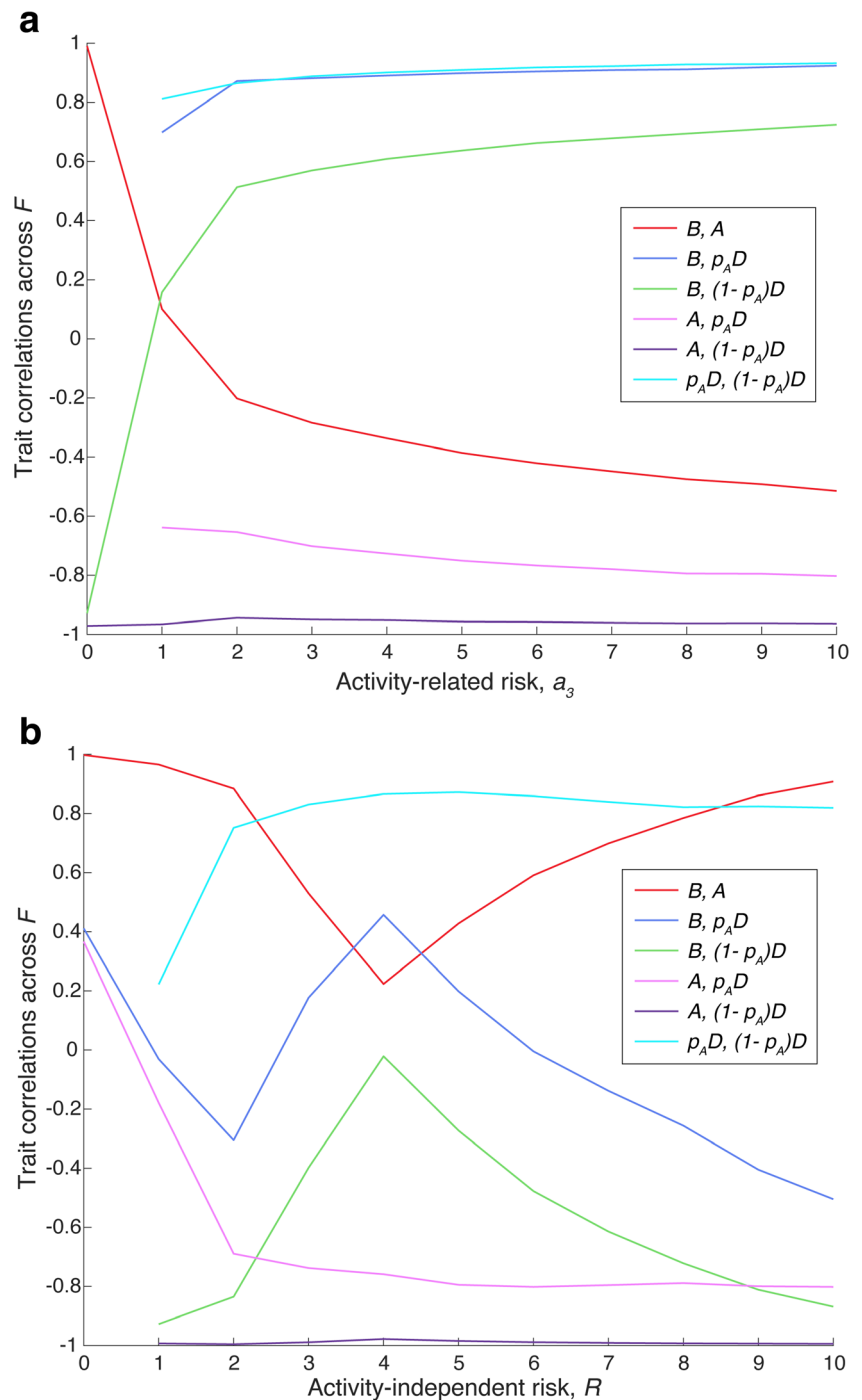 a
1
0.8
0.6
0.4
0.2
0
-0.2
-0.4
-0.6
-0.8
-1
Trait correlations across F
B, A
B, pAD
B, (1- pA)D
A, pAD
A, (1- pA)D
pAD, (1- pA)D
0 1 2 3 4 5 6 7 8 9 10
Activity-related risk, a3
b
1
0.8
0.6
0.4
0.2
0
-0.2
-0.4
-0.6
-0.8
-1
Trait correlations across F
B, A
B, pAD
B, (1- pA)D
A, pAD
A, (1- pA)D
pAD, (1- pA)D
0 1 2 3 4 5 6 7 8 9 10
Activity-independent risk, R